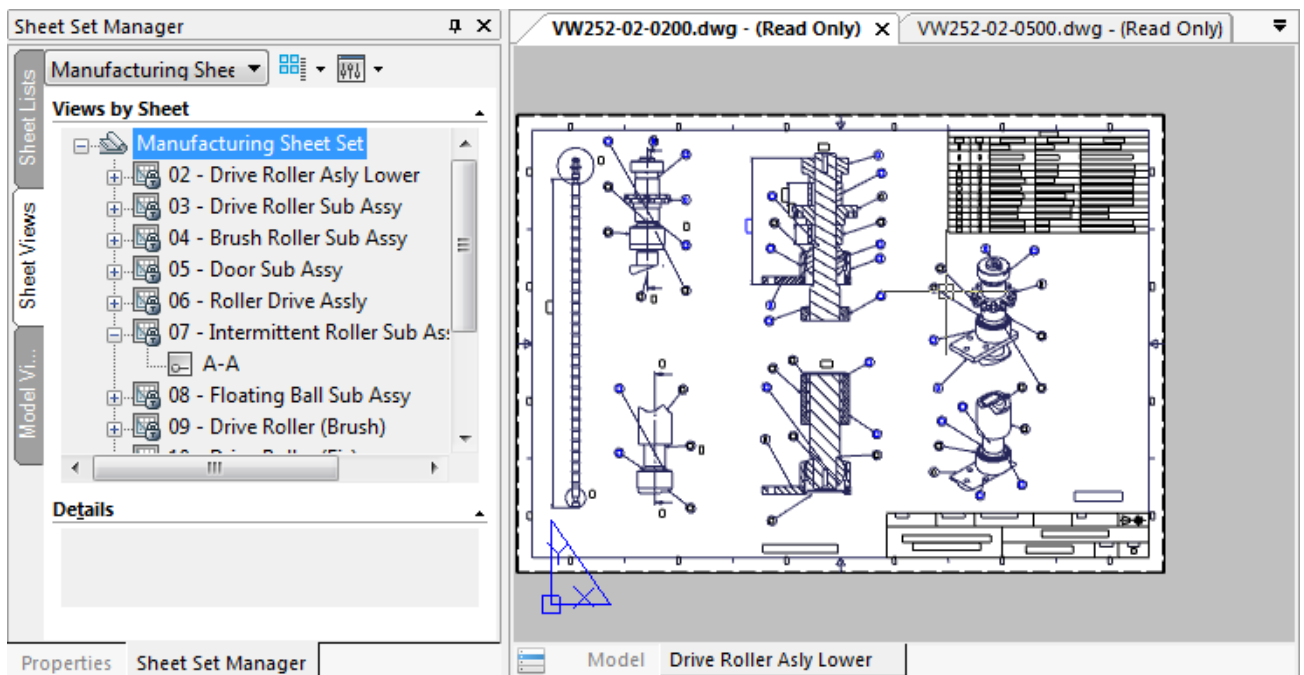 Sheet Set Manager
Sheet Lists
Sheet Views
Model Vi...
Manufacturing Shee
Views by Sheet
Manufacturing Sheet Set
02 - Drive Roller Asly Lower
03 - Drive Roller Sub Assy
04 - Brush Roller Sub Assy
05 - Door Sub Assy
06 - Roller Drive Assly
07 - Intermittent Roller Sub As
A-A
08 - Floating Ball Sub Assy
09 - Drive Roller (Brush)
Details
Properties
Sheet Set Manager
VW252-02-0200.dwg - (Read Only)
VW252-02-0500.dwg - (Read Only)
Y
X
Model
Drive Roller Asly Lower